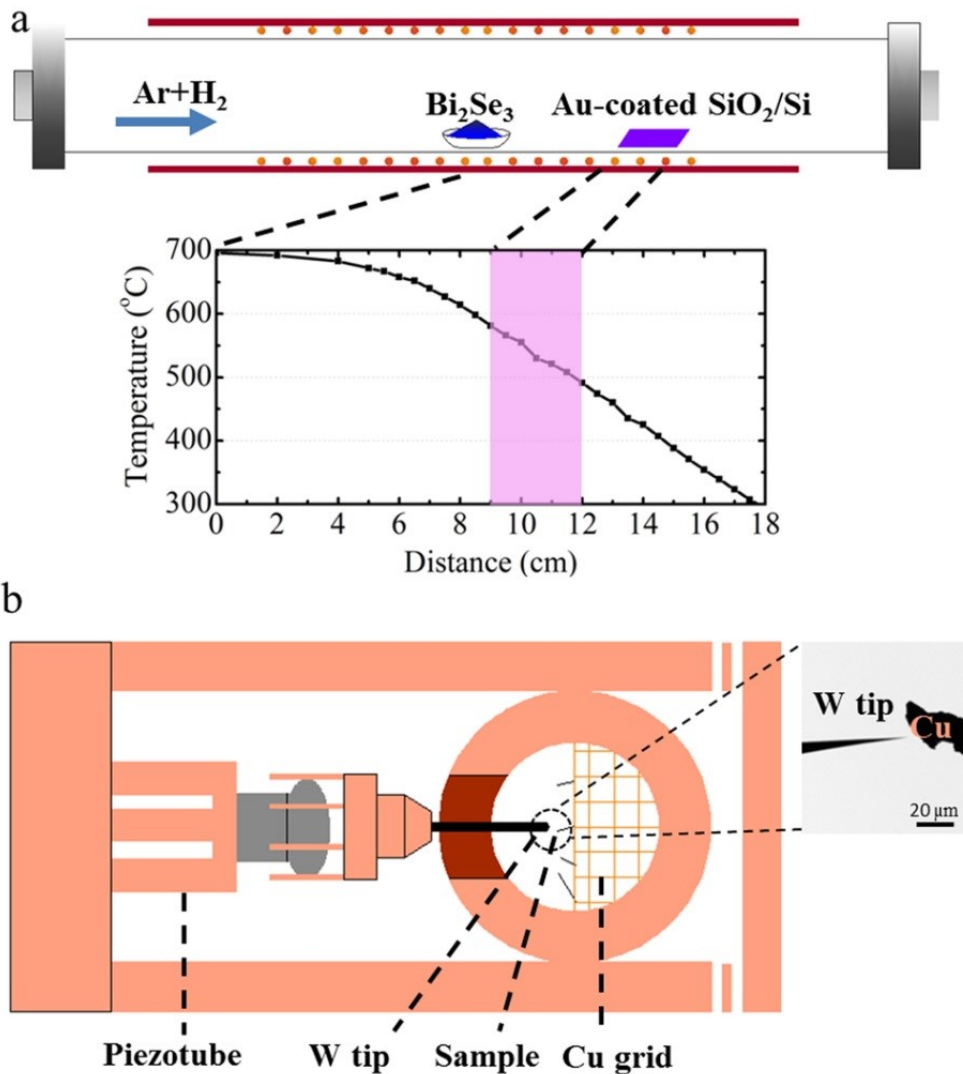 a
Ar+H₂
Bi₂Se₃
Au-coated SiO₂/Si
700
600
500
400
300
Temperature (°C)
0 2 4 6 8 10 12 14 16 18
Distance (cm)
b
W tip
Cu
20 µm
Piezotube W tip Sample Cu grid